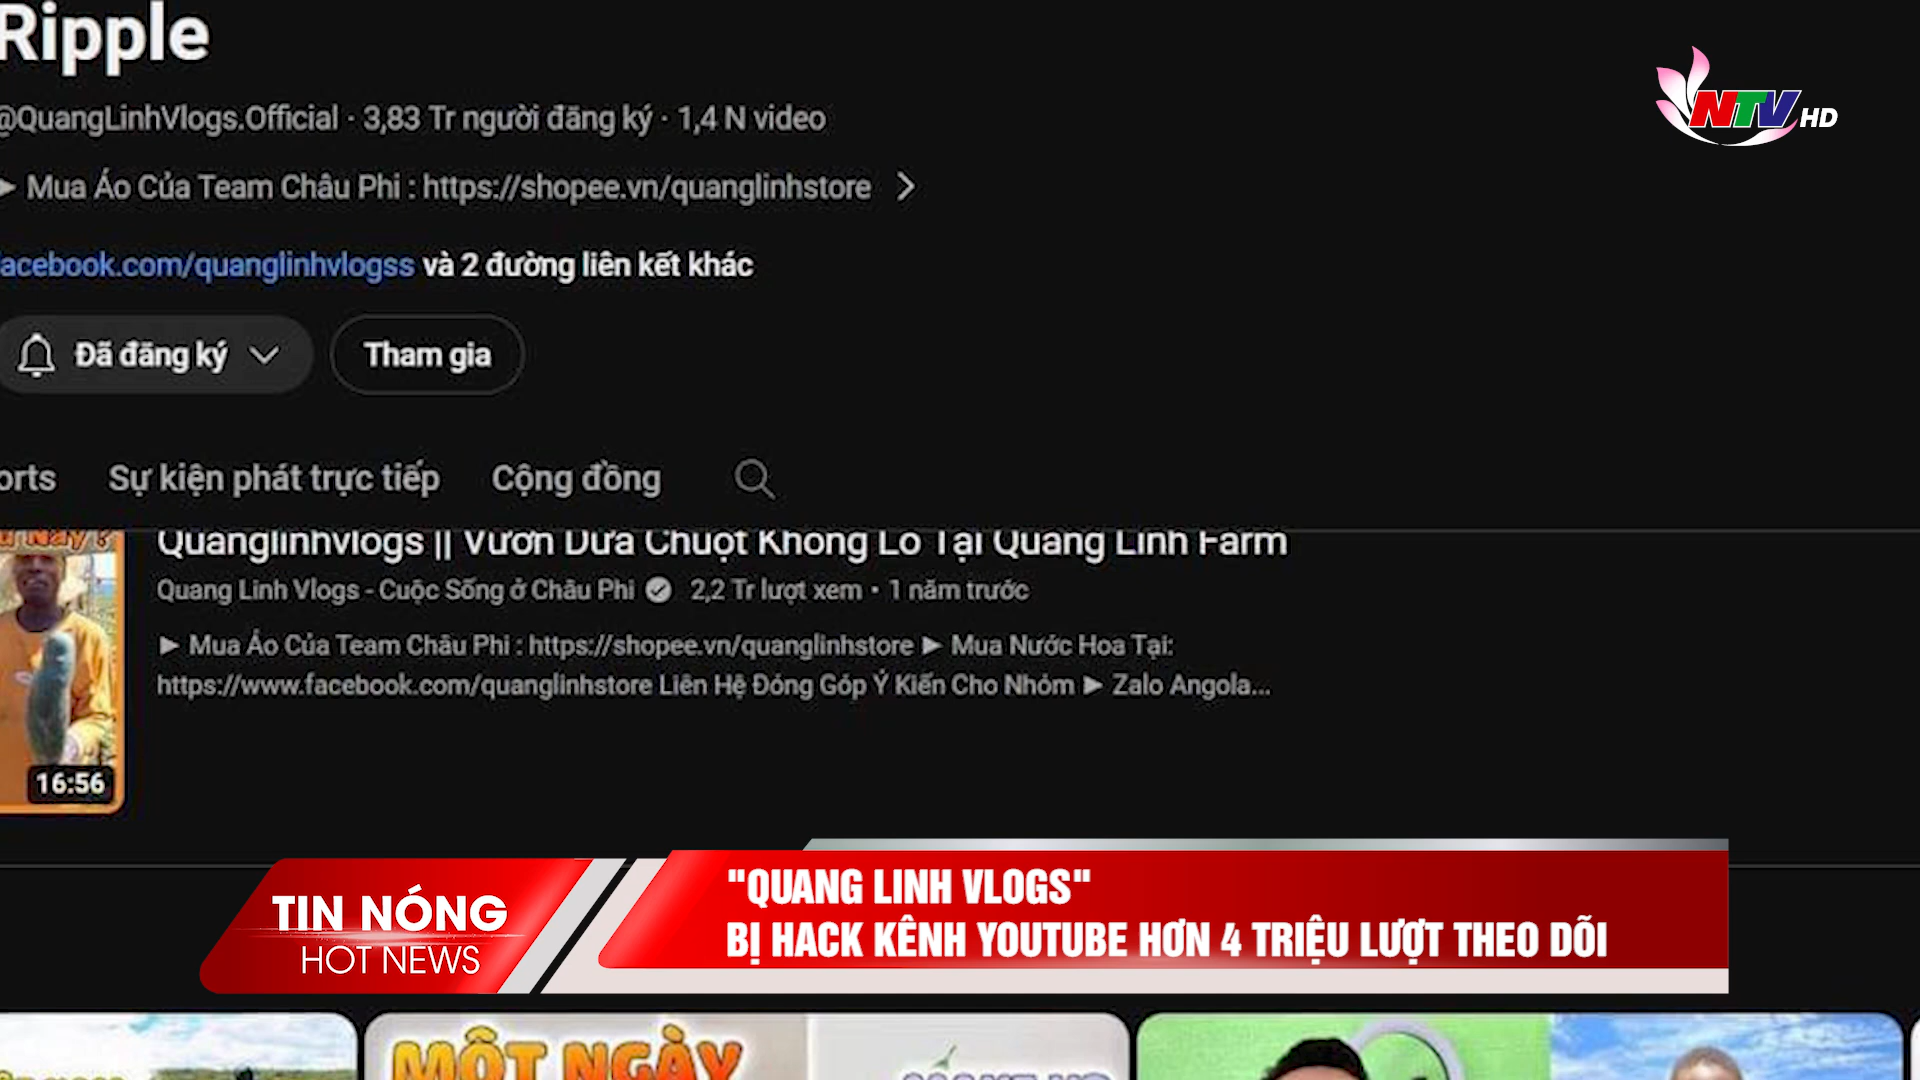 Ripple
@QuangLinhVlogs.Official · 3,83 Tr người đăng ký · 1,4 N video
► Mua Áo Của Team Châu Phi : https://shopee.vn/quanglinhstore
acebook.com/quanglinhvlogss và 2 đường liên kết khác
Đã đăng ký
Tham gia
orts Sự kiện phát trực tiếp Cộng đồng
Quanglinhvlogs || Vườn Dưa Chuột Khổng Lồ Tại Quang Linh Farm
Quang Linh Vlogs - Cuộc Sống ở Châu Phi 2,2 Tr lượt xem • 1 năm trước
► Mua Áo Của Team Châu Phi : https://shopee.vn/quanglinhstore ► Mua Nước Hoa Tại:
https://www.facebook.com/quanglinhstore Liên Hệ Đóng Góp Ý Kiến Cho Nhóm ► Zalo Angola...
16:56
NTV HD
TIN NÓNG
HOT NEWS
"QUANG LINH VLOGS"
BỊ HACK KÊNH YOUTUBE HƠN 4 TRIỆU LƯỢT THEO DÕI
MỘT NGÀY